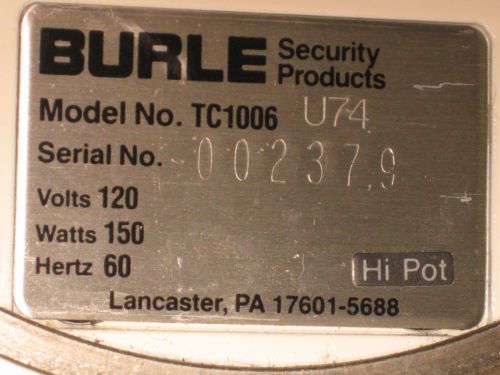 BURLE Security Products
Model No. TC1006 U74
Serial No. 002379
Volts 120
Watts 150
Hertz 60
Hi Pot
Lancaster, PA 17601-5688